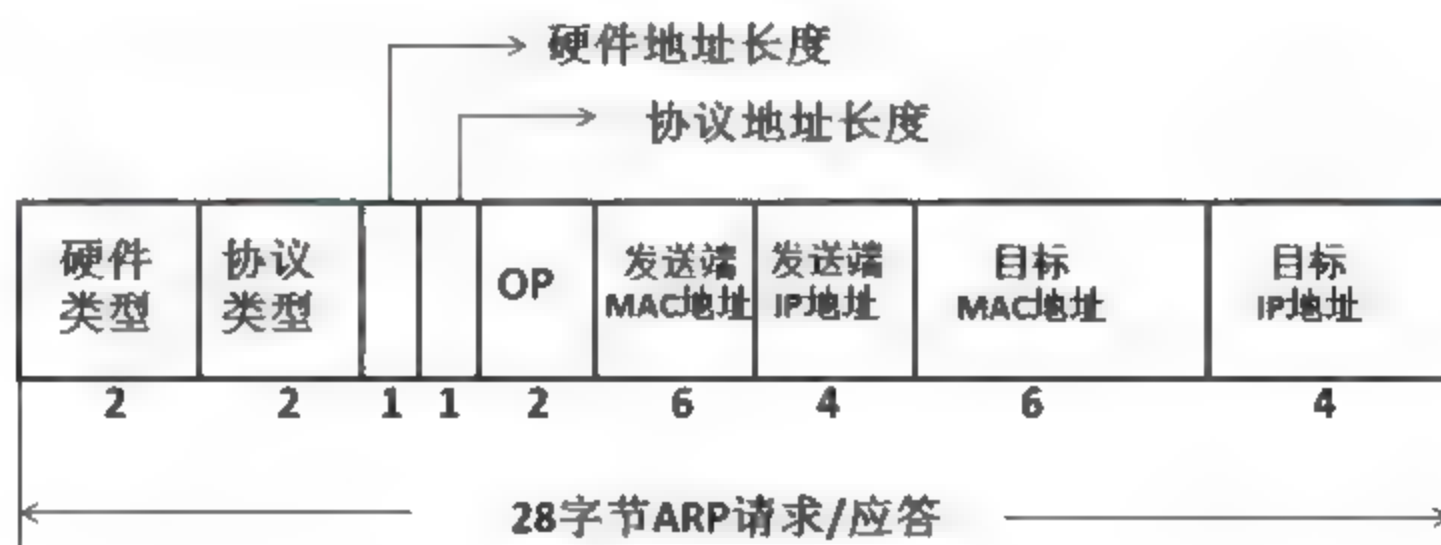 硬件地址长度
协议地址长度
硬件
类型
协议
类型
OP
发送端
MAC地址
发送端
IP地址
目标
MAC地址
目标
IP地址
2 2 1 1 2 6 4 6 4
28字节ARP请求/应答